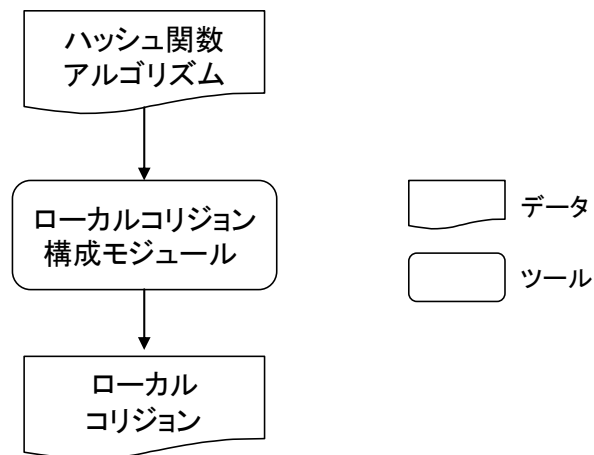 ハッシュ関数
アルゴリズム
ローカルコリジョン
構成モジュール
データ
ツール
ローカル
コリジョン